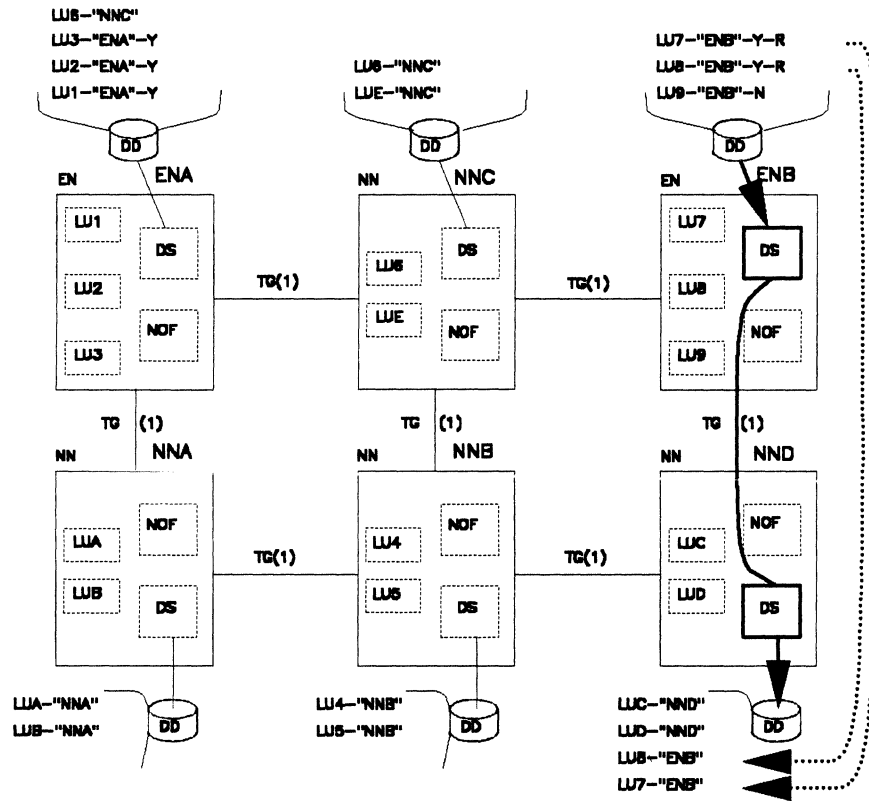 LU6-"NNC"
LU3-"ENA"-Y
LU2-"ENA"-Y
LU1-"ENA"-Y
LU6-"NNC"
LUE-"NNC"
LU7-"ENB"-Y-R
LU8-"ENB"-Y-R
LU9-"ENB"-N
DD
DD
DD
EN
ENA
NN
NNC
EN
ENB
LU1
DS
LU2
NOF
LU3
TG(1)
LU6
DS
LUE
NOF
TG(1)
LU7
DS
LU8
NOF
LU9
TG (1)
TG (1)
TG (1)
NN
NNA
NN
NNB
NN
NND
NOF
LUA
LUB
DS
TG(1)
NOF
LU4
LU5
DS
TG(1)
NOF
LUC
LUD
DS
LUA-"NNA"
LUB-"NNA"
DD
LU4-"NNB"
LU5-"NNB"
DD
LUC-"NND"
LUD-"NND"
LU8-"ENB"
LU7-"ENB"
DD